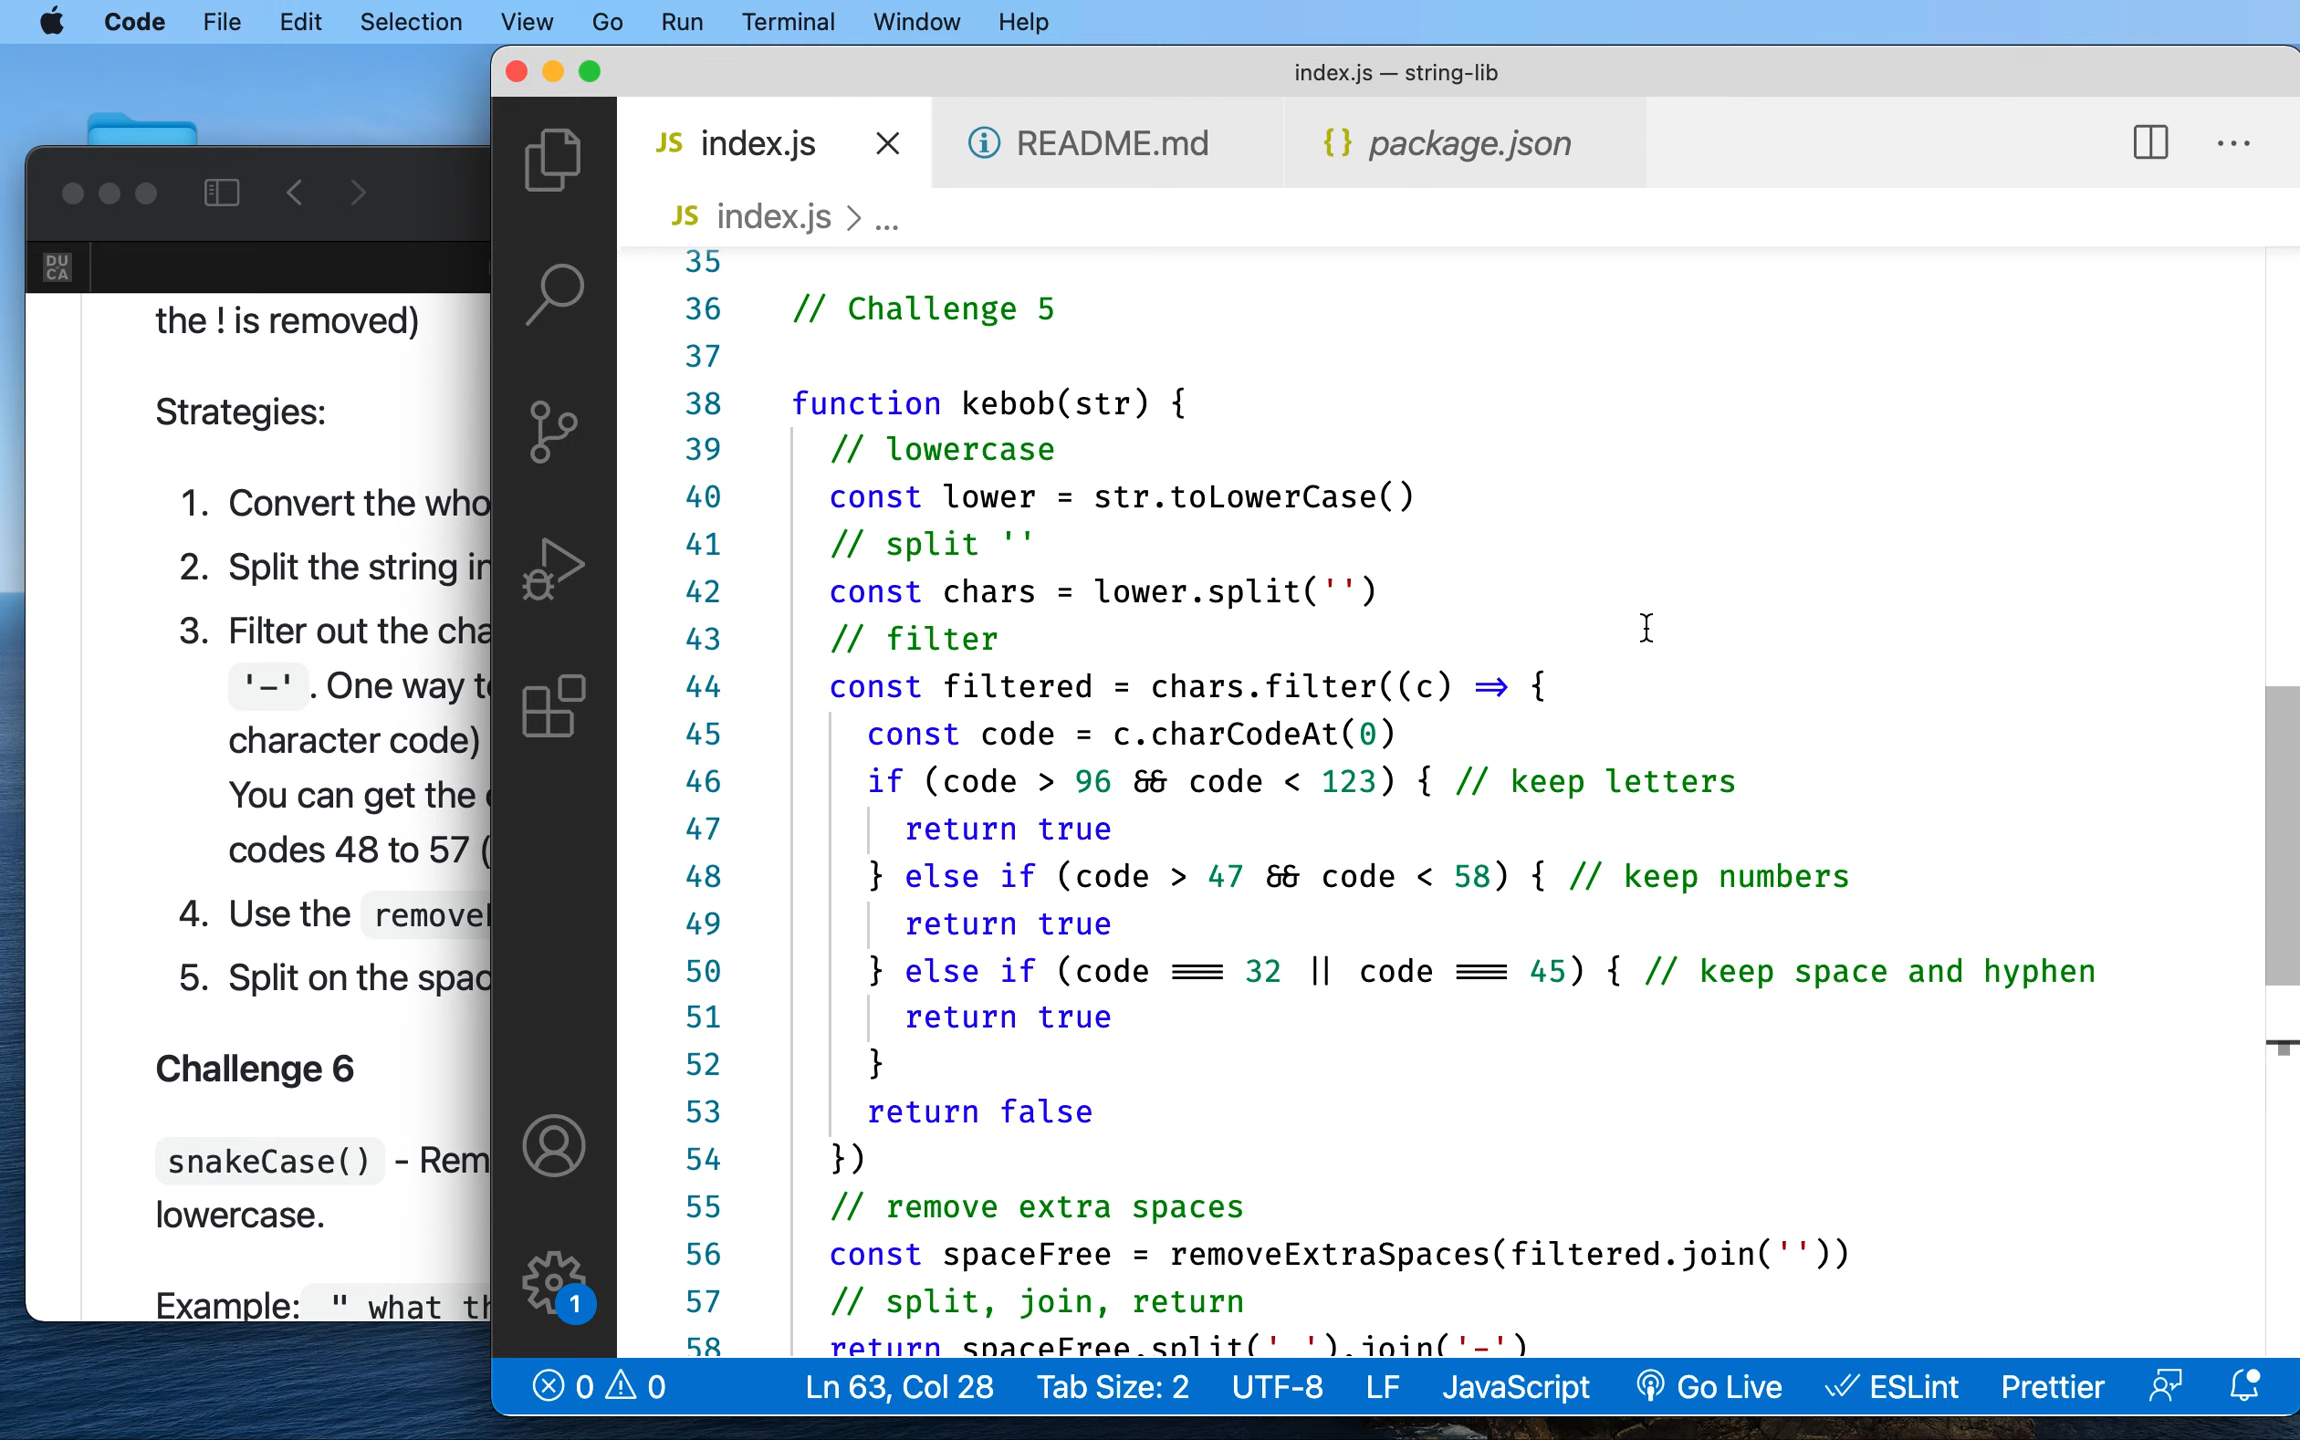 Code File Edit Selection View Go Run Terminal Window Help
index.js — string-lib
JS index.js README.md {} package.json
JS index.js > ...
DU
CA
the ! is removed)
Strategies:
1. Convert the who
2. Split the string in
3. Filter out the cha
'-' . One way to
character code)
You can get the
codes 48 to 57 (
4. Use the remove
5. Split on the spac
Challenge 6
snakeCase() - Rem
lowercase.
Example: " what th
35
36 // Challenge 5
37
38 function kebob(str) {
39 // lowercase
40 const lower = str.toLowerCase()
41 // split ''
42 const chars = lower.split('')
43 // filter
44 const filtered = chars.filter((c) => {
45 const code = c.charCodeAt(0)
46 if (code > 96 && code < 123) { // keep letters
47 return true
48 } else if (code > 47 && code < 58) { // keep numbers
49 return true
50 } else if (code === 32 || code === 45) { // keep space and hyphen
51 return true
52 }
53 return false
54 })
55 // remove extra spaces
56 const spaceFree = removeExtraSpaces(filtered.join(''))
57 // split, join, return
58 return spaceFree.split(' ').join('-')
1
0 0 Ln 63, Col 28 Tab Size: 2 UTF-8 LF JavaScript Go Live ESLint Prettier